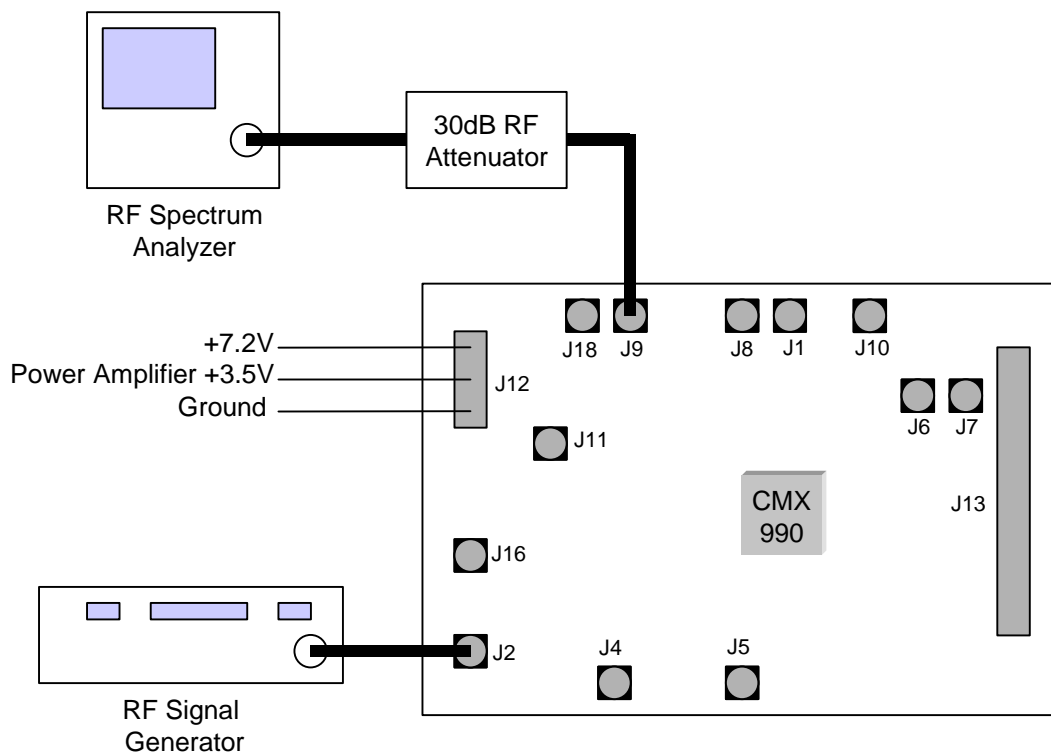 30dB RF
Attenuator
RF Spectrum
Analyzer
+7.2V
Power Amplifier +3.5V
Ground
J12
J18
J9
J8
J1
J10
J6
J7
J11
J13
CMX
990
J16
J2
J4
J5
RF Signal
Generator